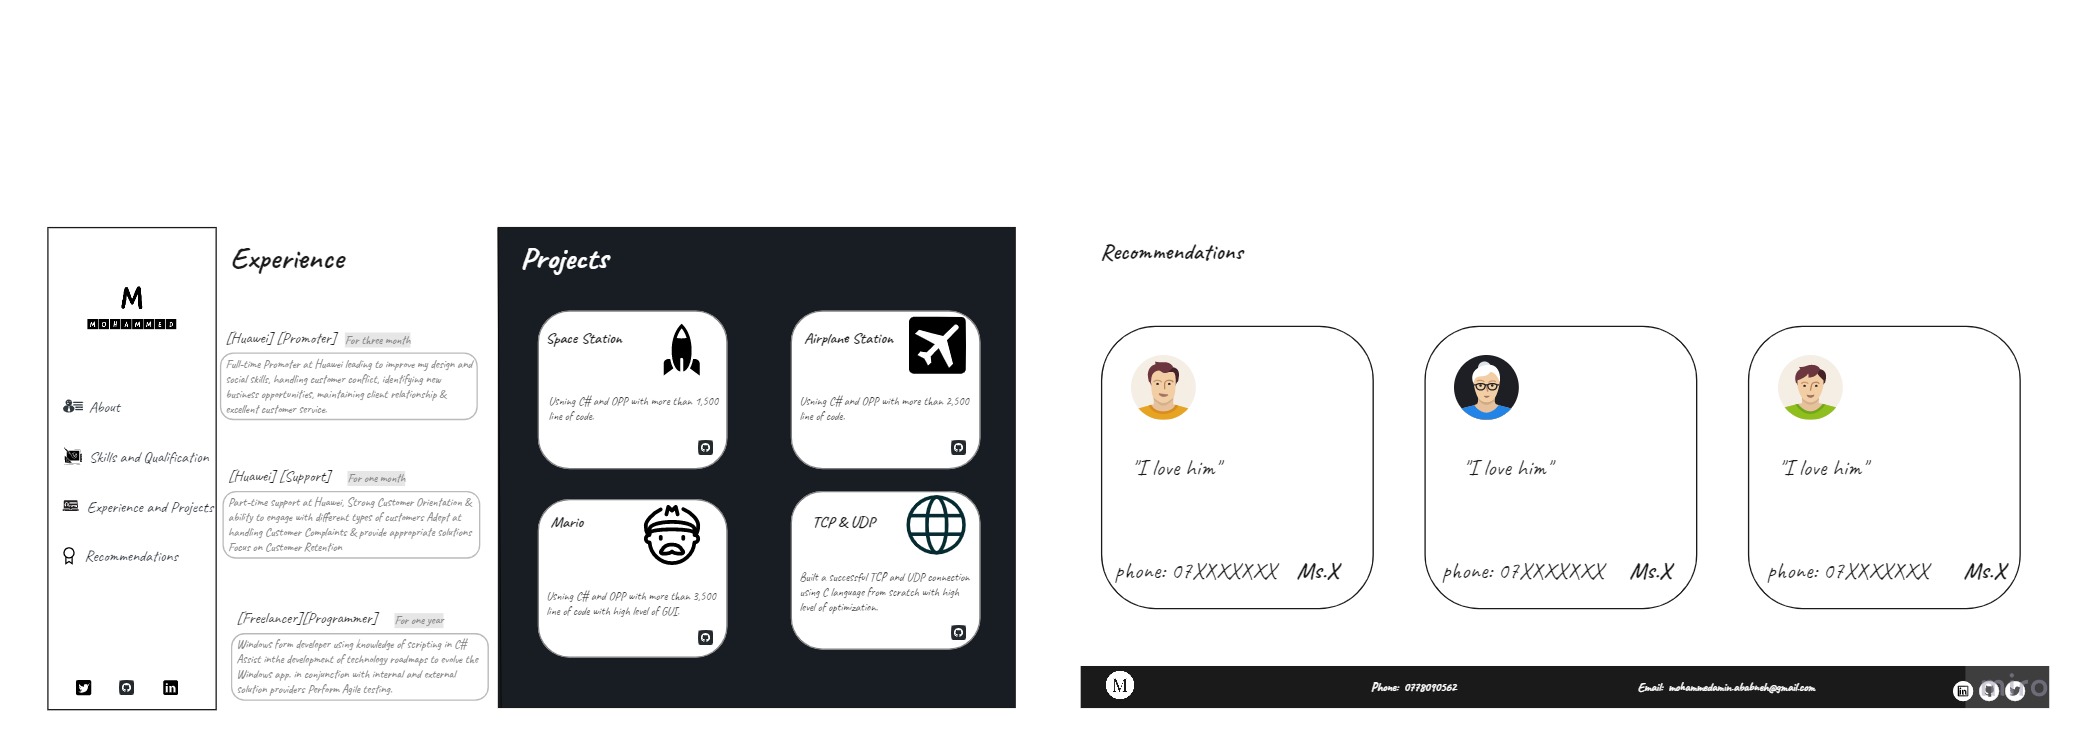 M
MOHAMMED
About
Skills and Qualification
Experience and Projects
Recommendations
Experience
[Huawei] [Promoter] For three month
Full-time Promoter at Huawei leading to improve my design and
social skills, handling customer conflict, identifying new
business opportunities, maintaining client relationship &
excellent customer service.
[Huawei] [Support] For one month
Part-time support at Huawei, Strong Customer Orientation &
ability to engage with different types of customers Adept at
handling Customer Complaints & provide appropriate solutions
Focus on Customer Retention
[Freelancer][Programmer] For one year
Windows form developer using knowledge of scripting in C#
Assist inthe development of technology roadmaps to evolve the
Windows app. in conjunction with internal and external
solution providers Perform Agile testing.
Projects
Space Station
Usning C# and OPP with more than 1,500
line of code.
Airplane Station
Usning C# and OPP with more than 2,500
line of code.
Mario
M
Usning C# and OPP with more than 3,500
line of code with high level of GUI.
TCP & UDP
Built a successful TCP and UDP connection
using C language from scratch with high
level of optimization.
Recommendations
"I love him"
phone: 07XXXXXXX Ms.X
"I love him"
phone: 07XXXXXXX Ms.X
"I love him"
phone: 07XXXXXXX Ms.X
M
Phone: 0778090562
Email: mohammedamin.ababneh@gmail.com
miro